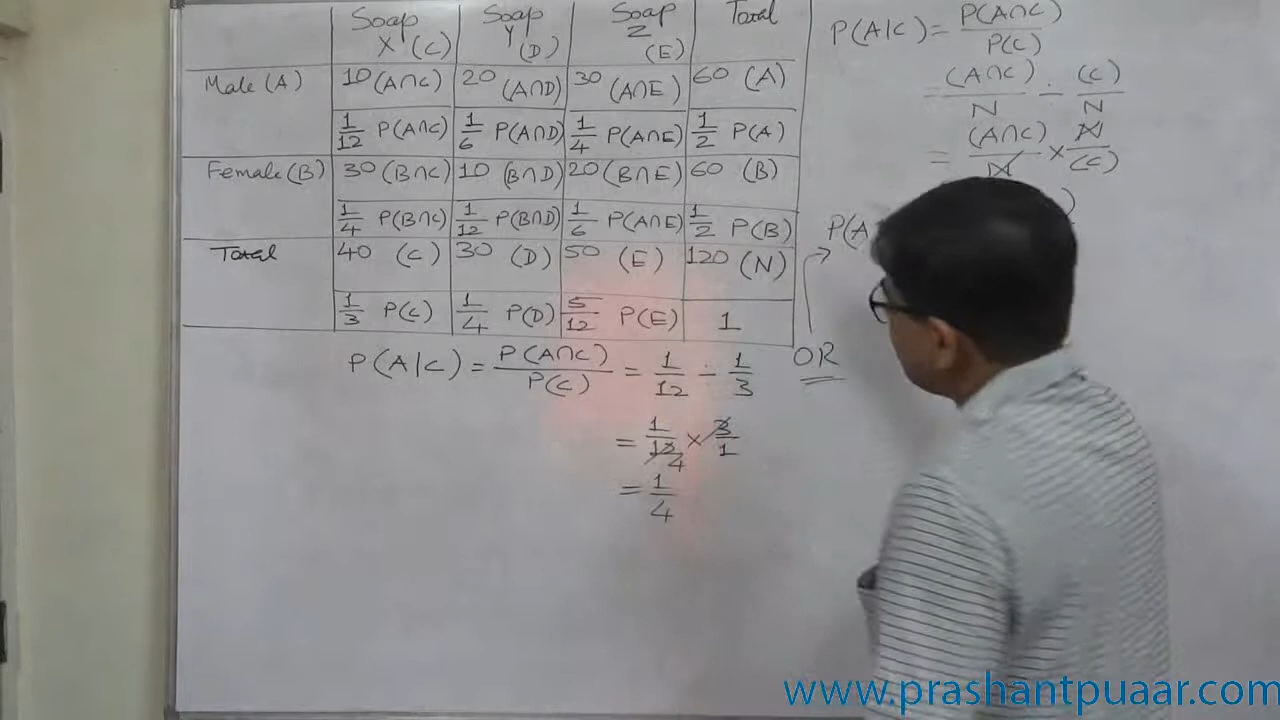 Soap X (C) Soap Y (D) Soap Z (E) Total
Male (A) 10 (A∩C) 20 (A∩D) 30 (A∩E) 60 (A)
1/12 P(A∩C) 1/6 P(A∩D) 1/4 P(A∩E) 1/2 P(A)
Female (B) 30 (B∩C) 10 (B∩D) 20 (B∩E) 60 (B)
1/4 P(B∩C) 1/12 P(B∩D) 1/6 P(A∩E) 1/2 P(B)
Total 40 (C) 30 (D) 50 (E) 120 (N)
1/3 P(C) 1/4 P(D) 5/12 P(E) 1
P(A|C) = P(A∩C)/P(C) = 1/12 ÷ 1/3
= 1/12 4 × 3/1
= 1/4
OR
P(A|C) = P(A∩C)/P(C)
= (A∩C)/N ÷ (C)/N
= (A∩C)/N × N/(C)
P(A
)
www.prashantpuaar.com